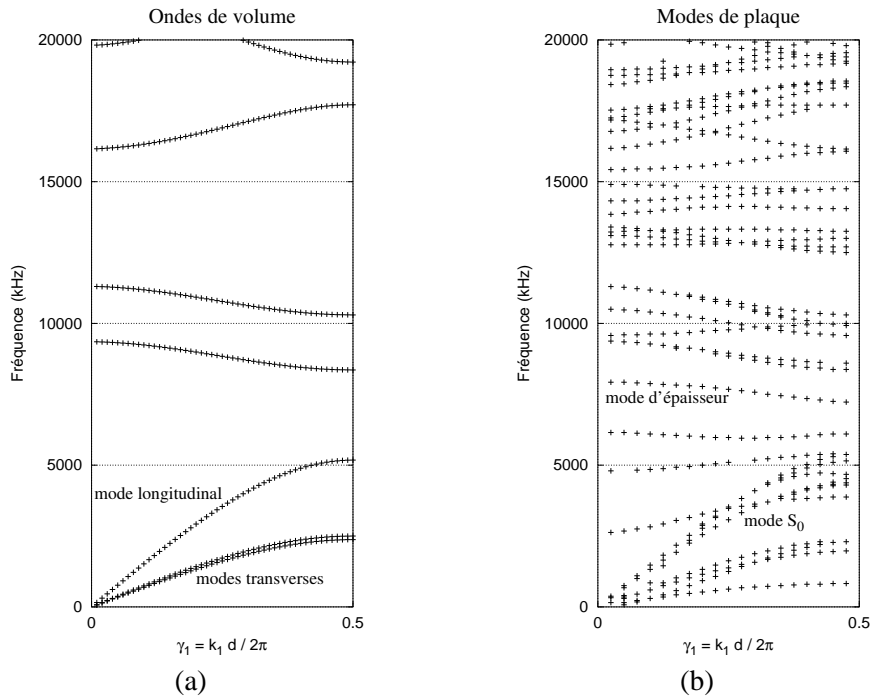 Ondes de volume
20000
15000
10000
5000
0
Fréquence (kHz)
mode longitudinal
modes transverses
0
0.5
γ₁ = k₁ d / 2π
(a)
Modes de plaque
20000
15000
10000
5000
0
Fréquence (kHz)
mode d'épaisseur
mode S₀
0
0.5
γ₁ = k₁ d / 2π
(b)